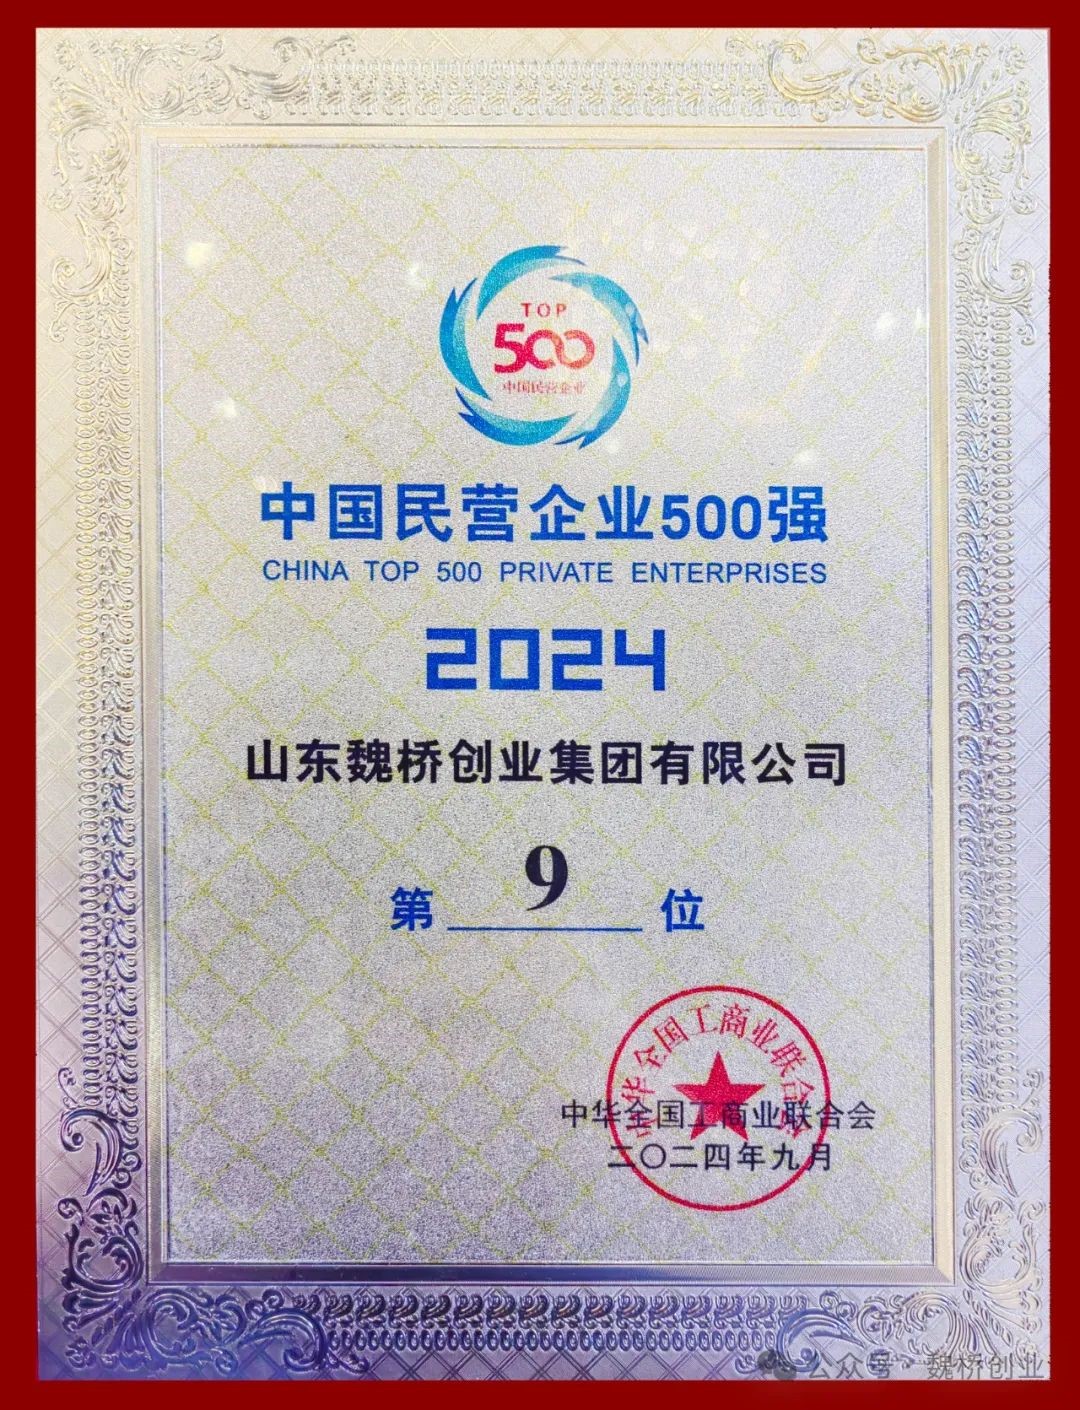 TOP
500
中国民营企业
中国民营企业500强
CHINA TOP 500 PRIVATE ENTERPRISES
2024
山东魏桥创业集团有限公司
第 9 位
中华全国工商业联合会
中华全国工商业联合会
二〇二四年九月
公众号 · 魏桥创业